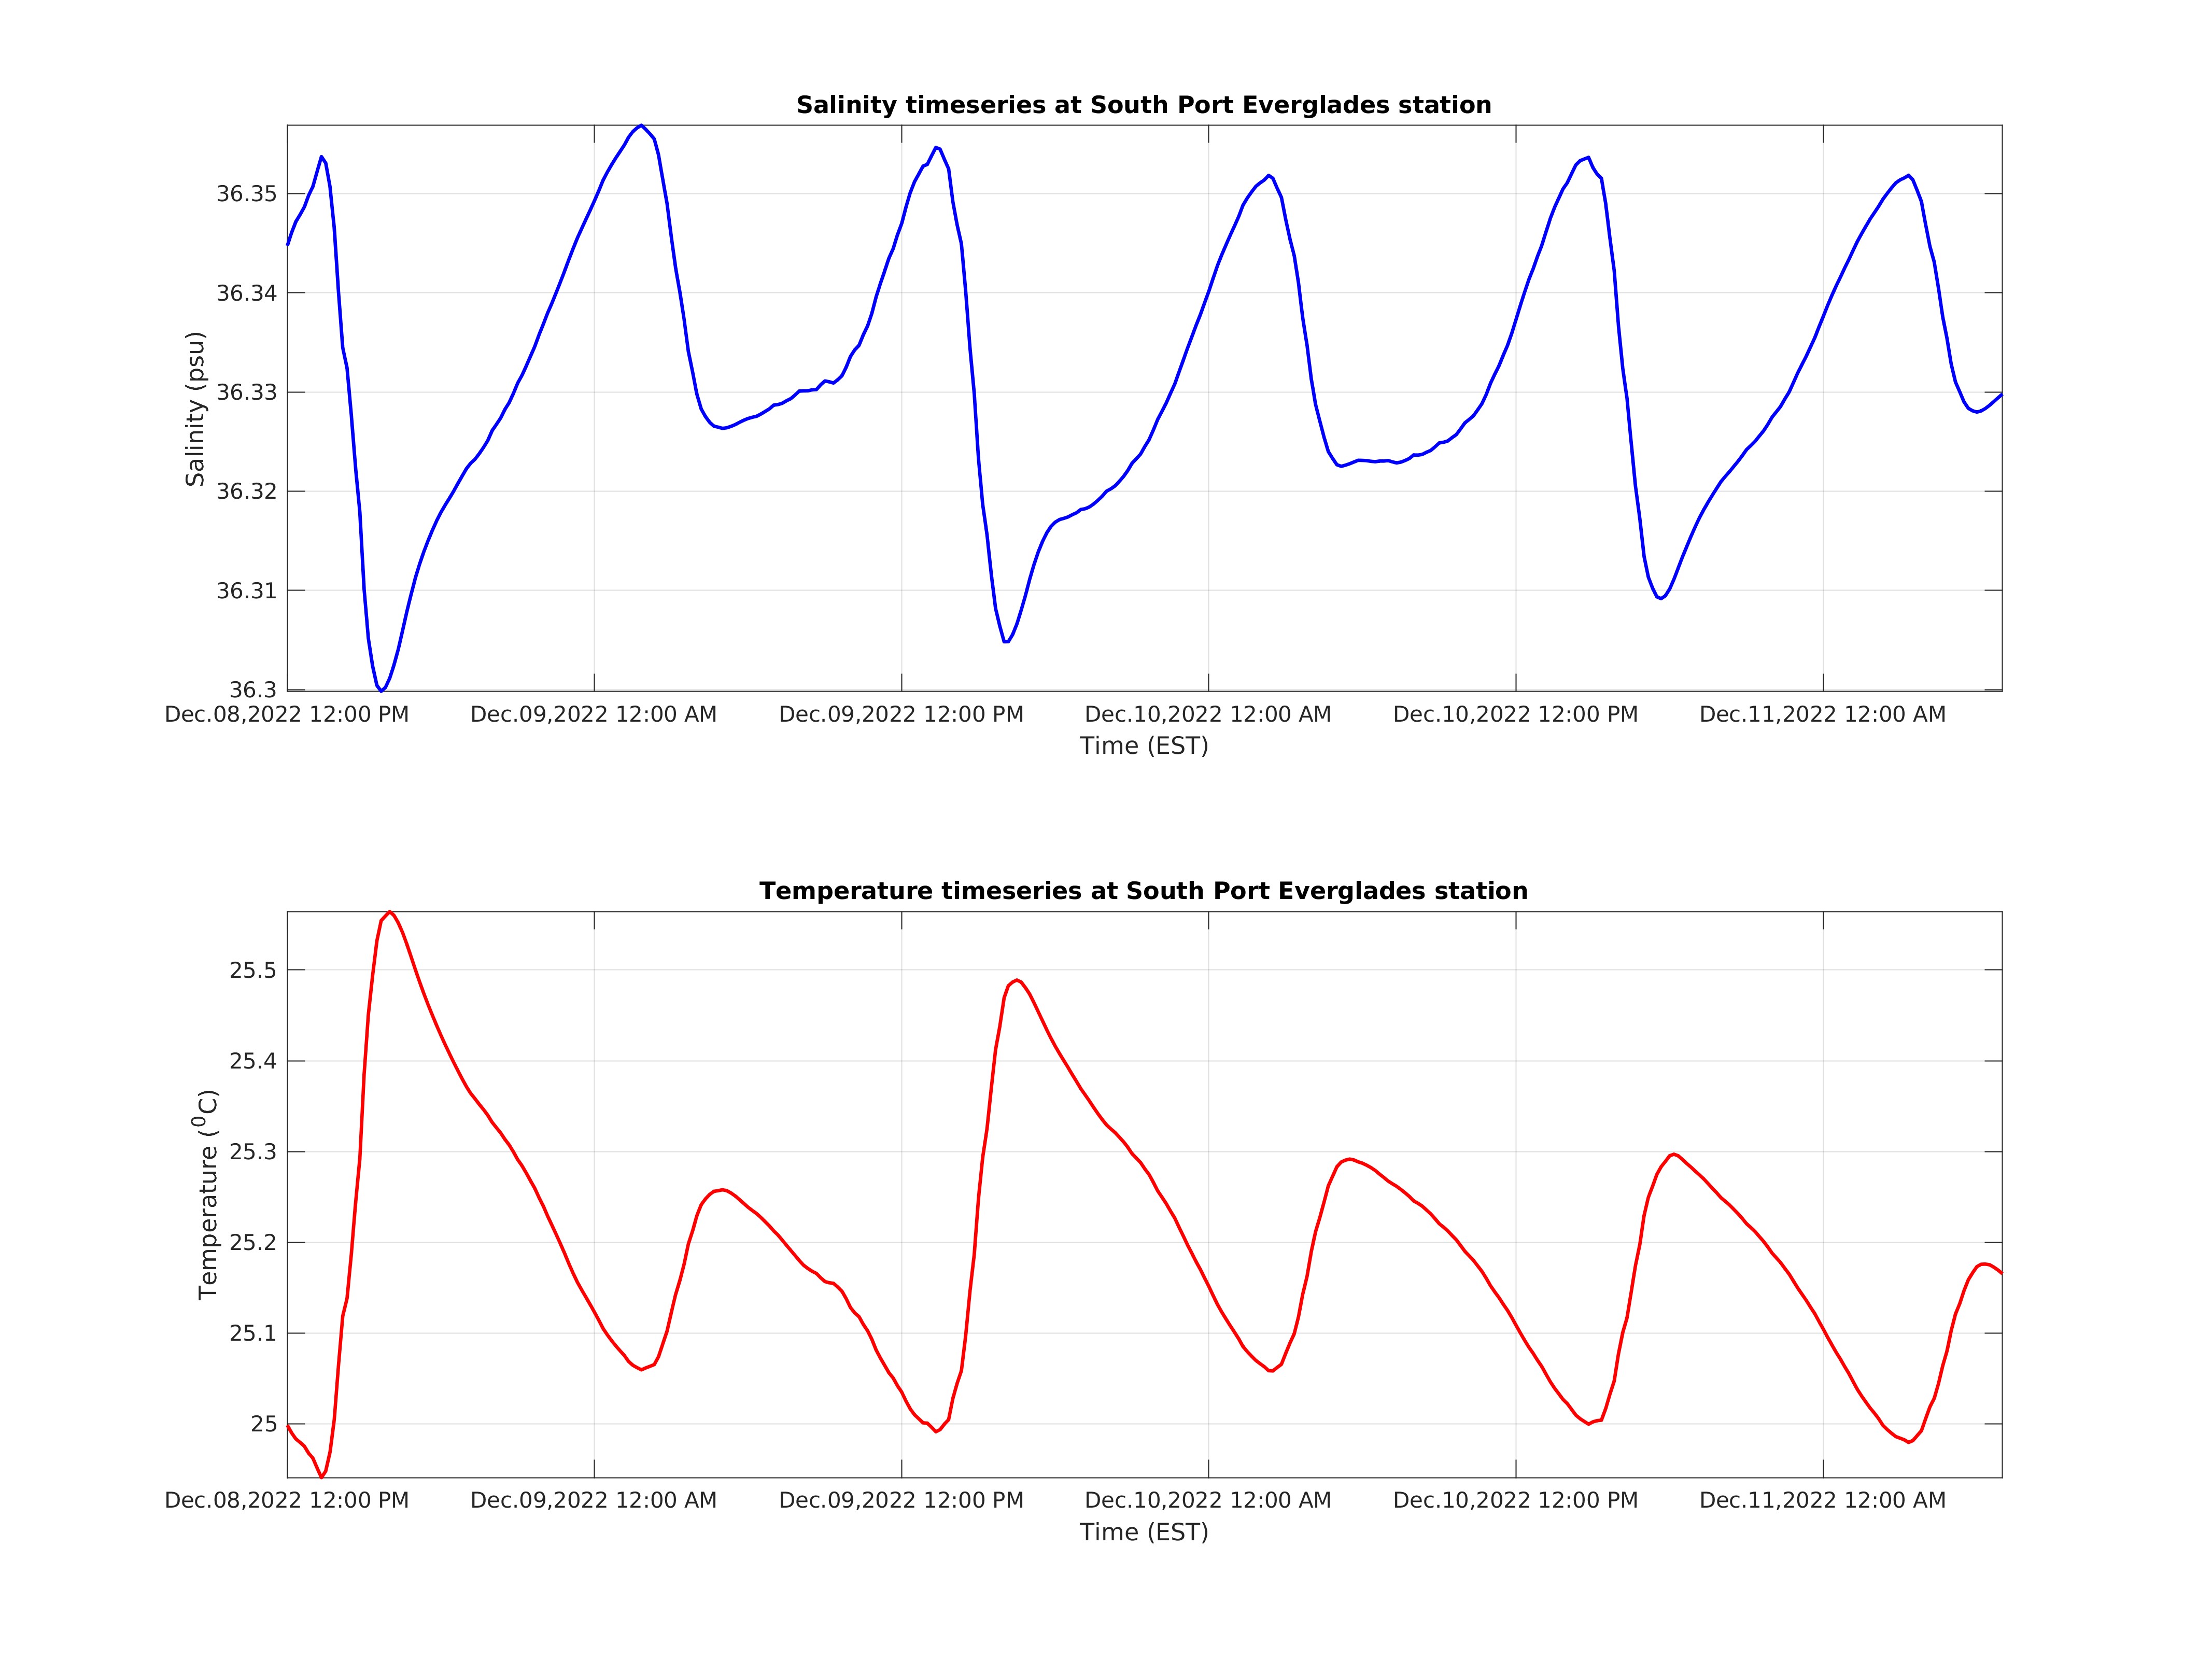 Salinity timeseries at South Port Everglades station
36.35
36.34
36.33
36.32
36.31
36.3
Salinity (psu)
Dec.08,2022 12:00 PM Dec.09,2022 12:00 AM Dec.09,2022 12:00 PM Dec.10,2022 12:00 AM Dec.10,2022 12:00 PM Dec.11,2022 12:00 AM
Time (EST)
Temperature timeseries at South Port Everglades station
25.5
25.4
25.3
25.2
25.1
25
Temperature (⁰C)
Dec.08,2022 12:00 PM Dec.09,2022 12:00 AM Dec.09,2022 12:00 PM Dec.10,2022 12:00 AM Dec.10,2022 12:00 PM Dec.11,2022 12:00 AM
Time (EST)